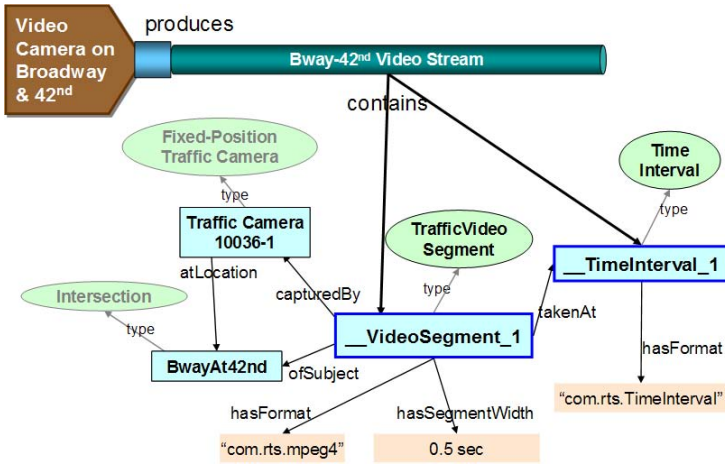 Video
Camera on
Broadway
& 42nd
produces
Bway-42nd Video Stream
contains
Fixed-Position
Traffic Camera
Time
Interval
type
type
Traffic Camera
10036-1
TrafficVideo
Segment
__TimeInterval_1
atLocation
Intersection
capturedBy
type
takenAt
type
__VideoSegment_1
hasFormat
BwayAt42nd
ofSubject
"com.rts.TimeInterval"
hasFormat
hasSegmentWidth
"com.rts.mpeg4"
0.5 sec